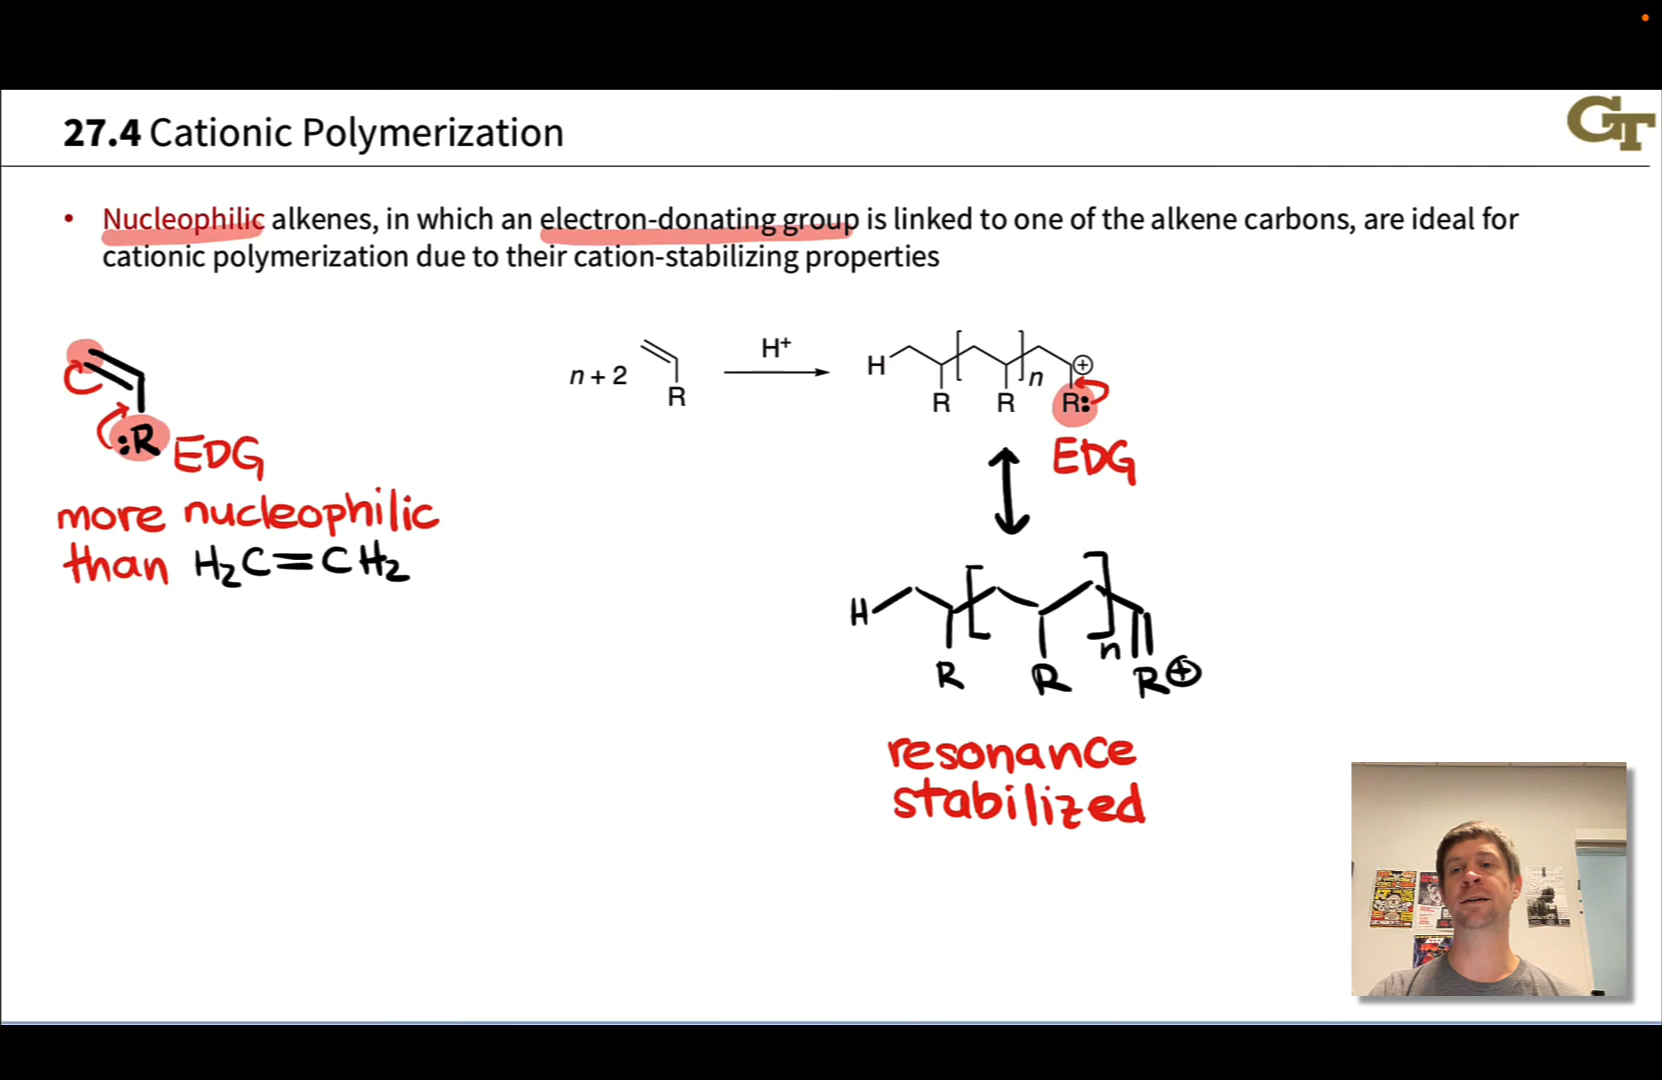 27.4 Cationic Polymerization
GT
• Nucleophilic alkenes, in which an electron-donating group is linked to one of the alkene carbons, are ideal for
cationic polymerization due to their cation-stabilizing properties
:R EDG
more nucleophilic
than H₂C=CH₂
n + 2
R
H⁺
H
R
R
n
⊕
R:
EDG
H
R
R
n
R⊕
resonance
stabilized